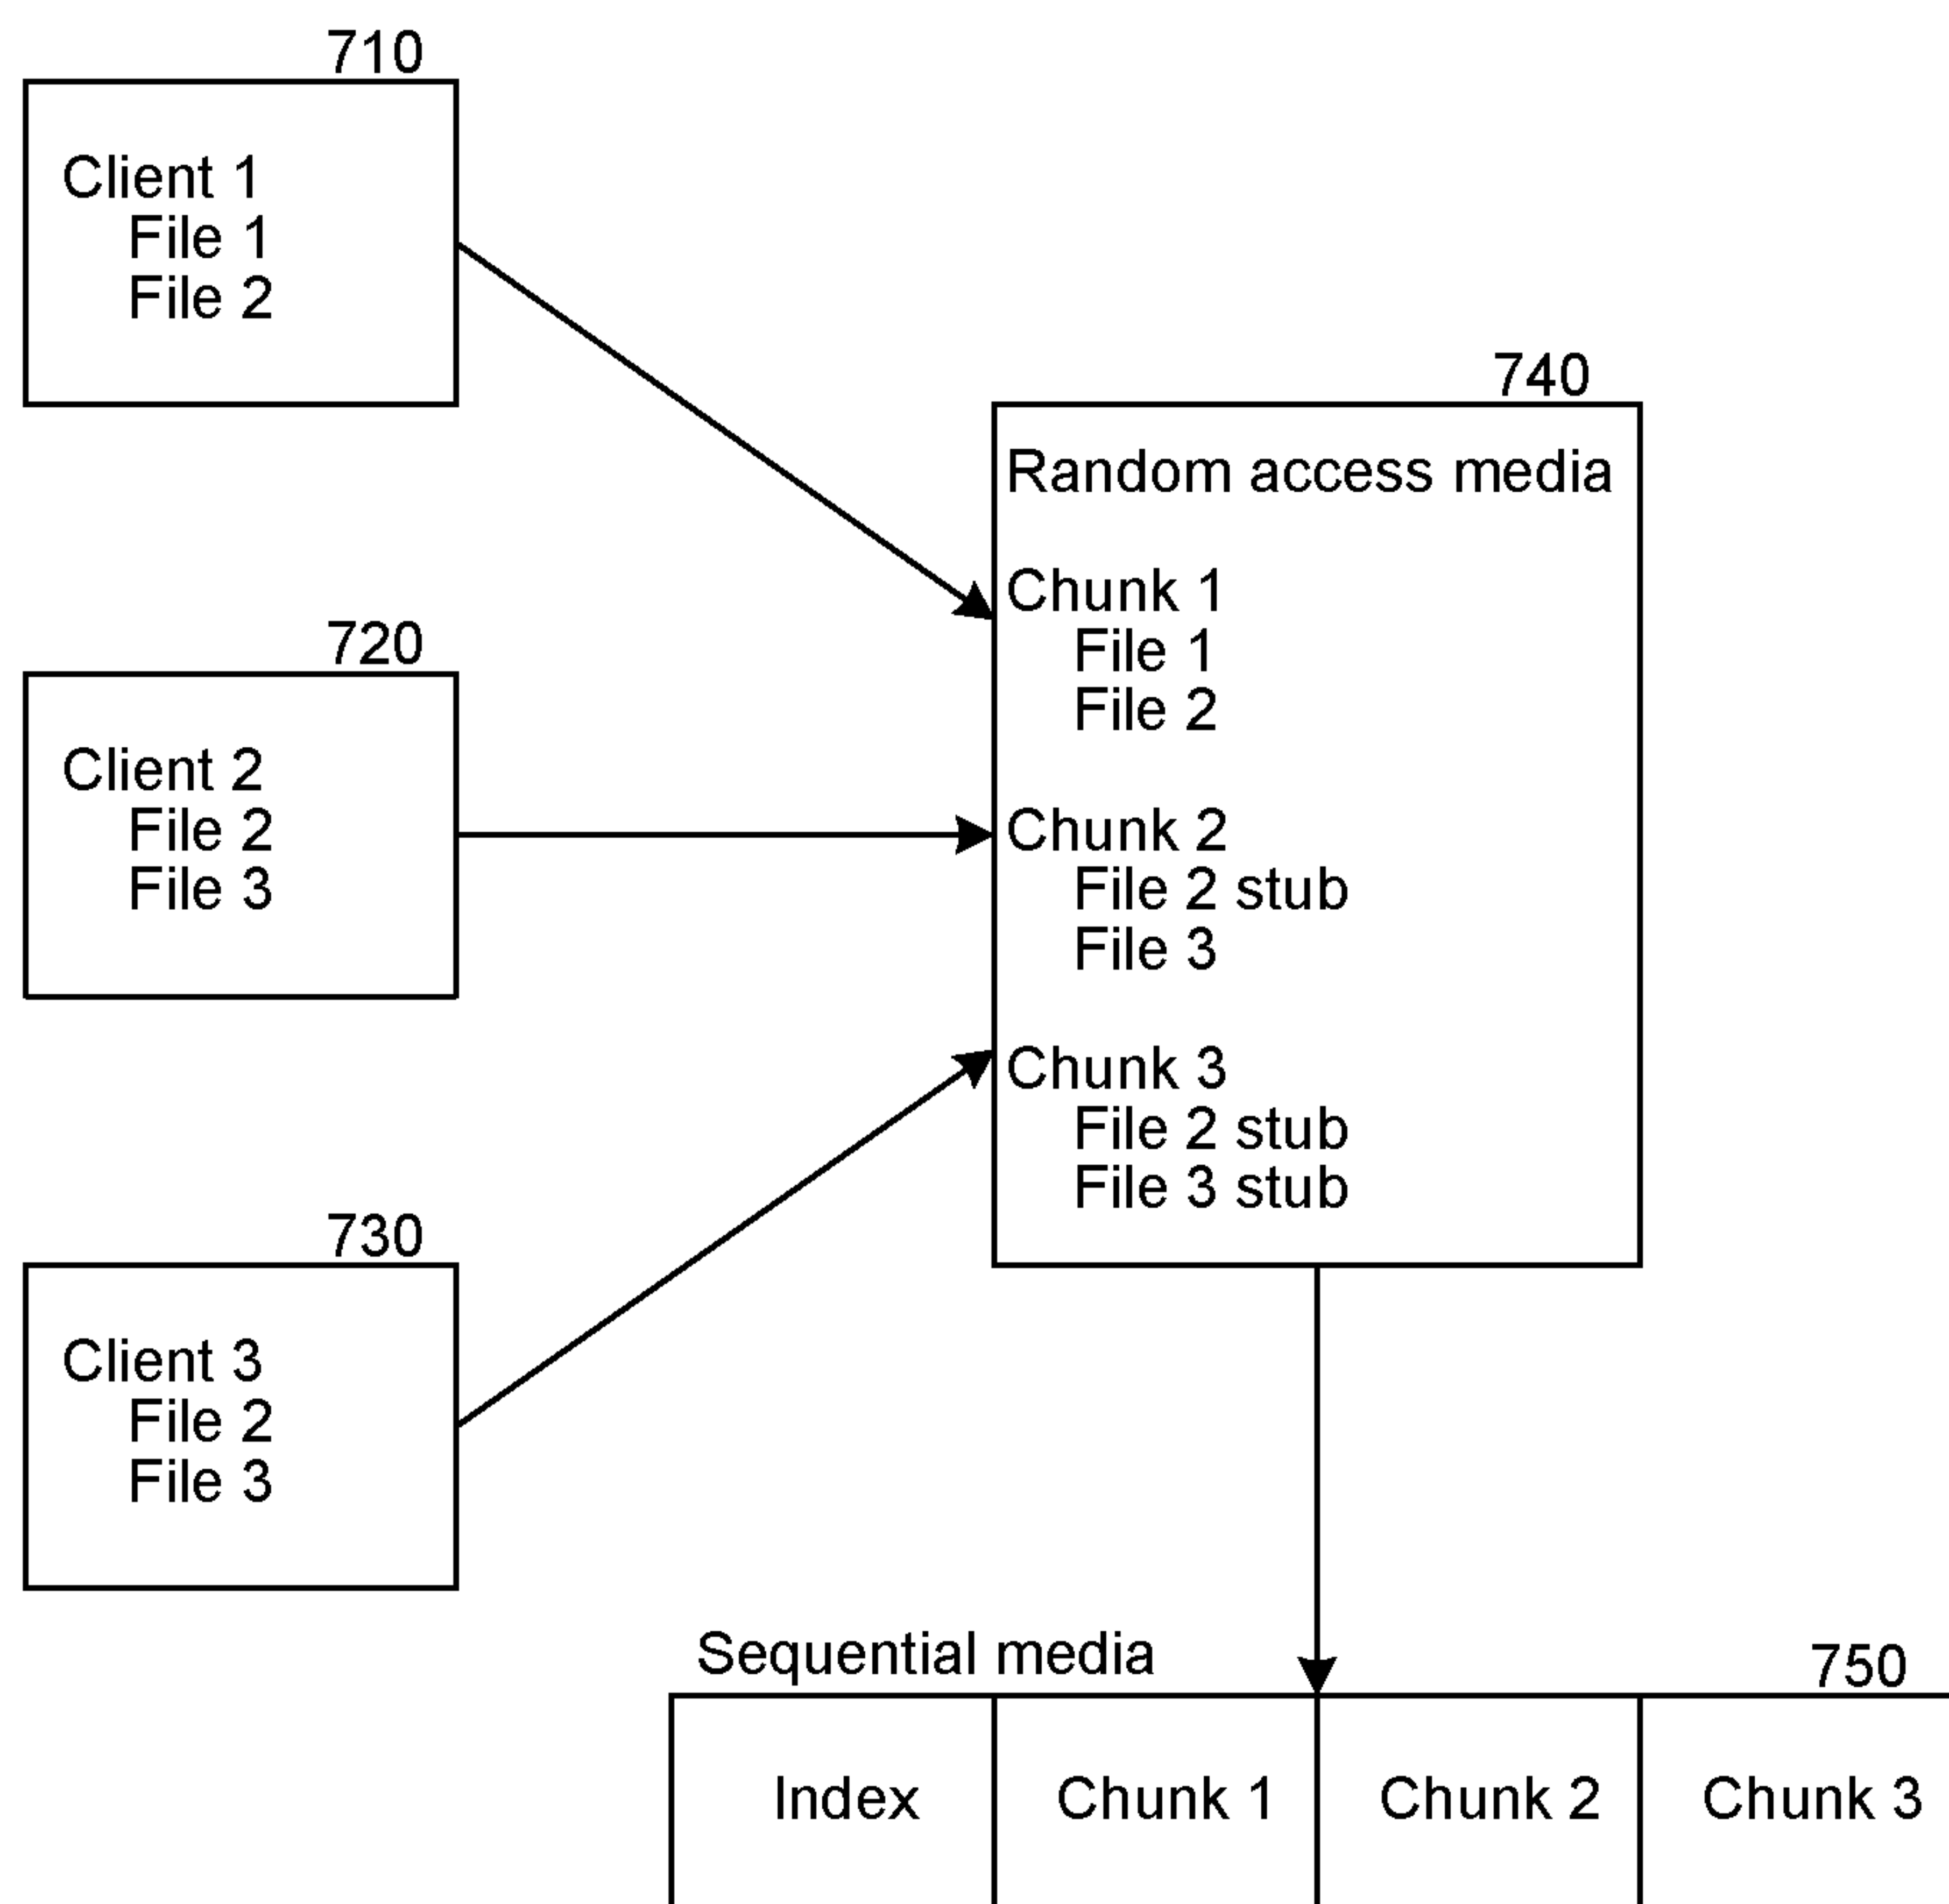 710
Client 1
File 1
File 2
720
Client 2
File 2
File 3
730
Client 3
File 2
File 3
740
Random access media
Chunk 1
File 1
File 2
Chunk 2
File 2 stub
File 3
Chunk 3
File 2 stub
File 3 stub
Sequential media
750
Index
Chunk 1
Chunk 2
Chunk 3